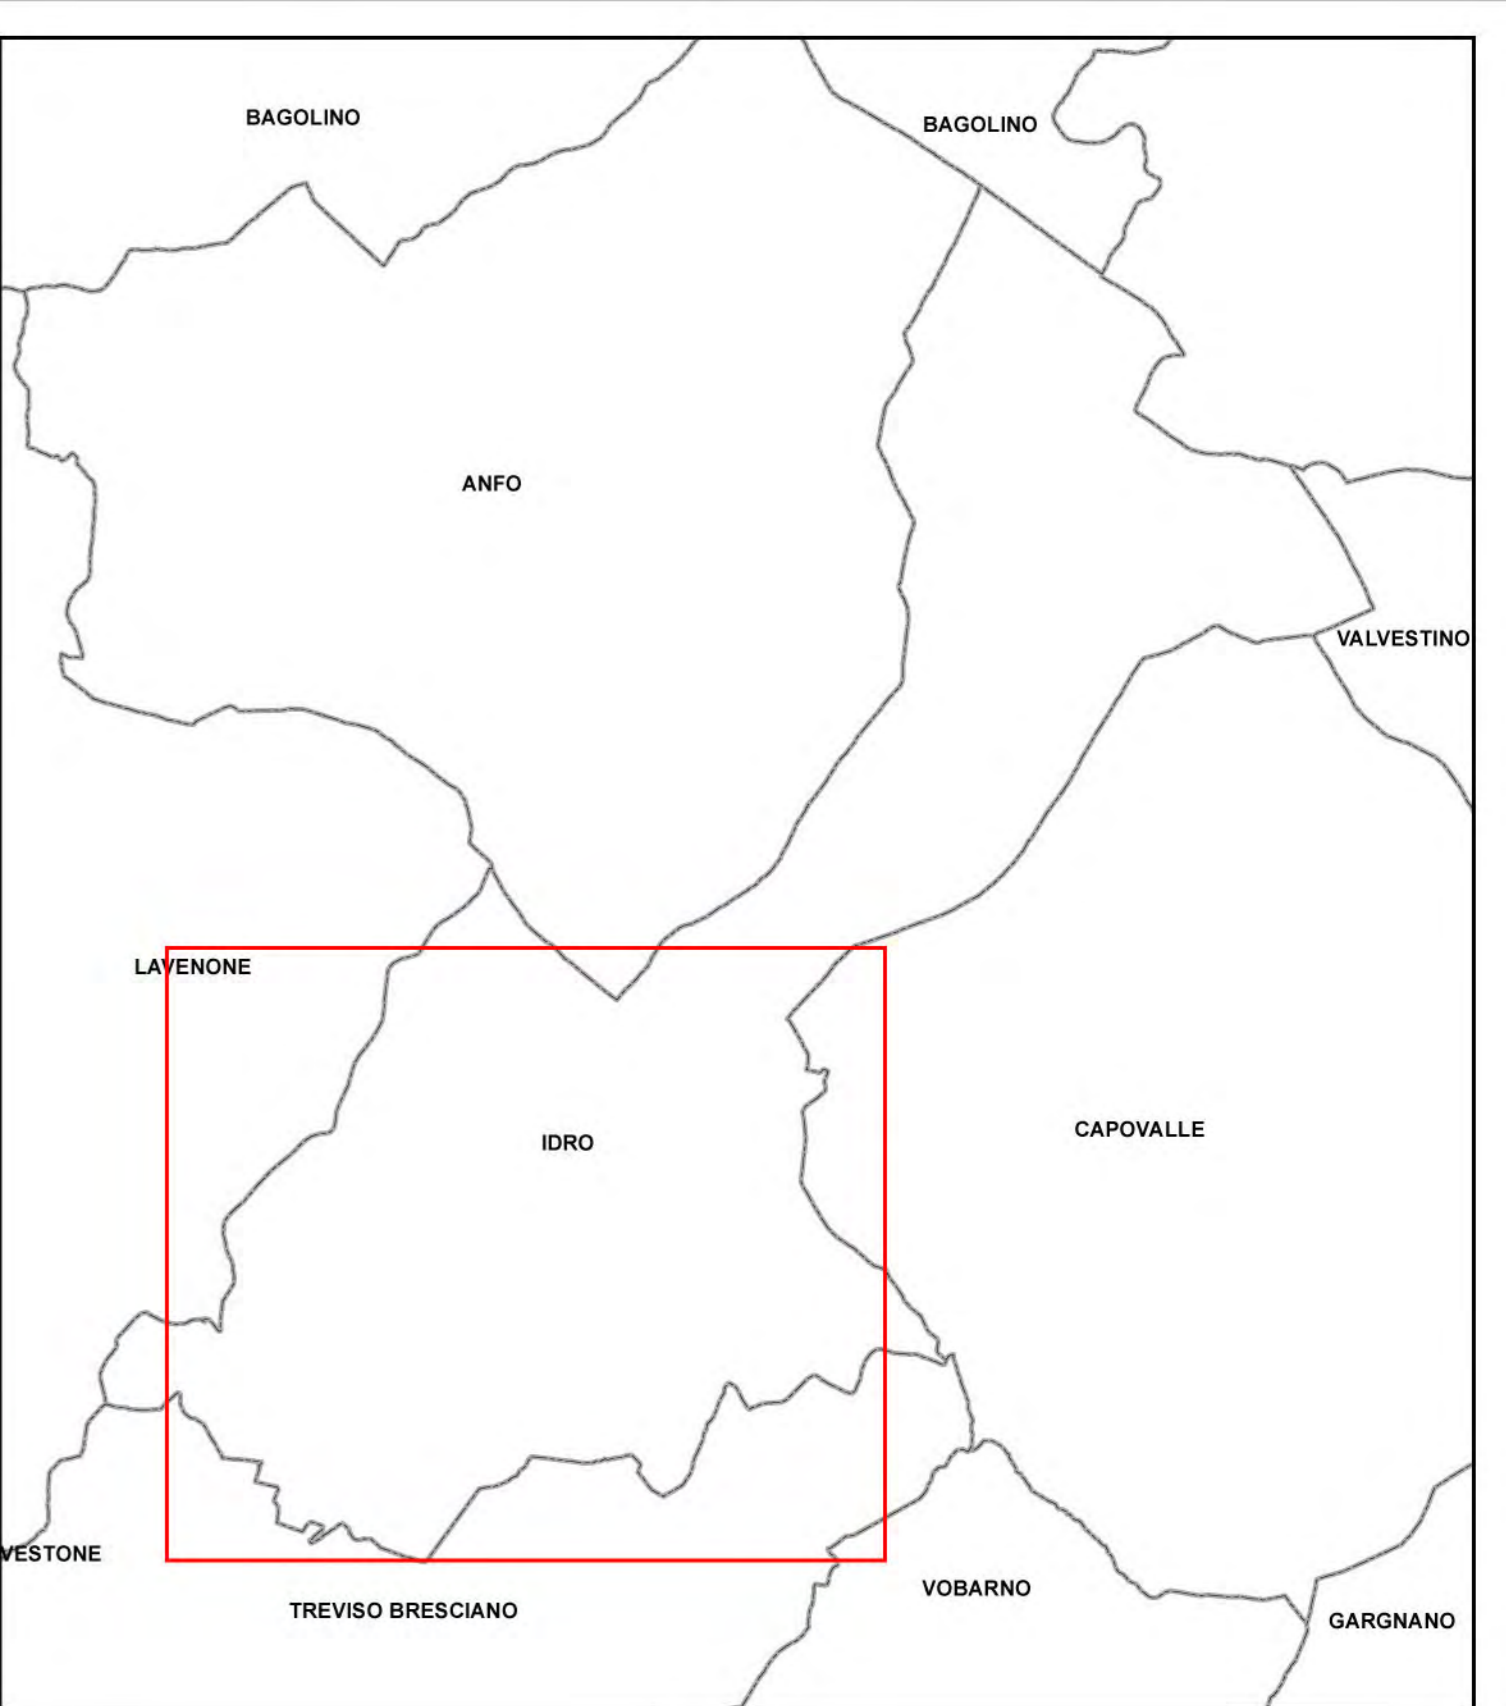 BAGOLINO
BAGOLINO
ANFO
VALVESTINO
LAVENONE
CAPOVALLE
IDRO
VESTONE
VOBARNO
TREVISO BRESCIANO
GARGNANO